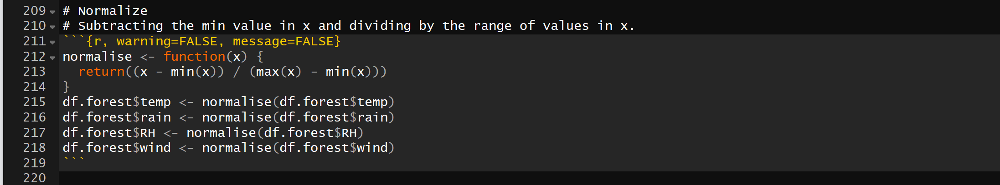 209 # Normalize
210 # Subtracting the min value in x and dividing by the range of values in x.
211 ```{r, warning=FALSE, message=FALSE}
212 normalise <- function(x) {
213   return((x - min(x)) / (max(x) - min(x)))
214 }
215 df.forest$temp <- normalise(df.forest$temp)
216 df.forest$rain <- normalise(df.forest$rain)
217 df.forest$RH <- normalise(df.forest$RH)
218 df.forest$wind <- normalise(df.forest$wind)
219 ```
220